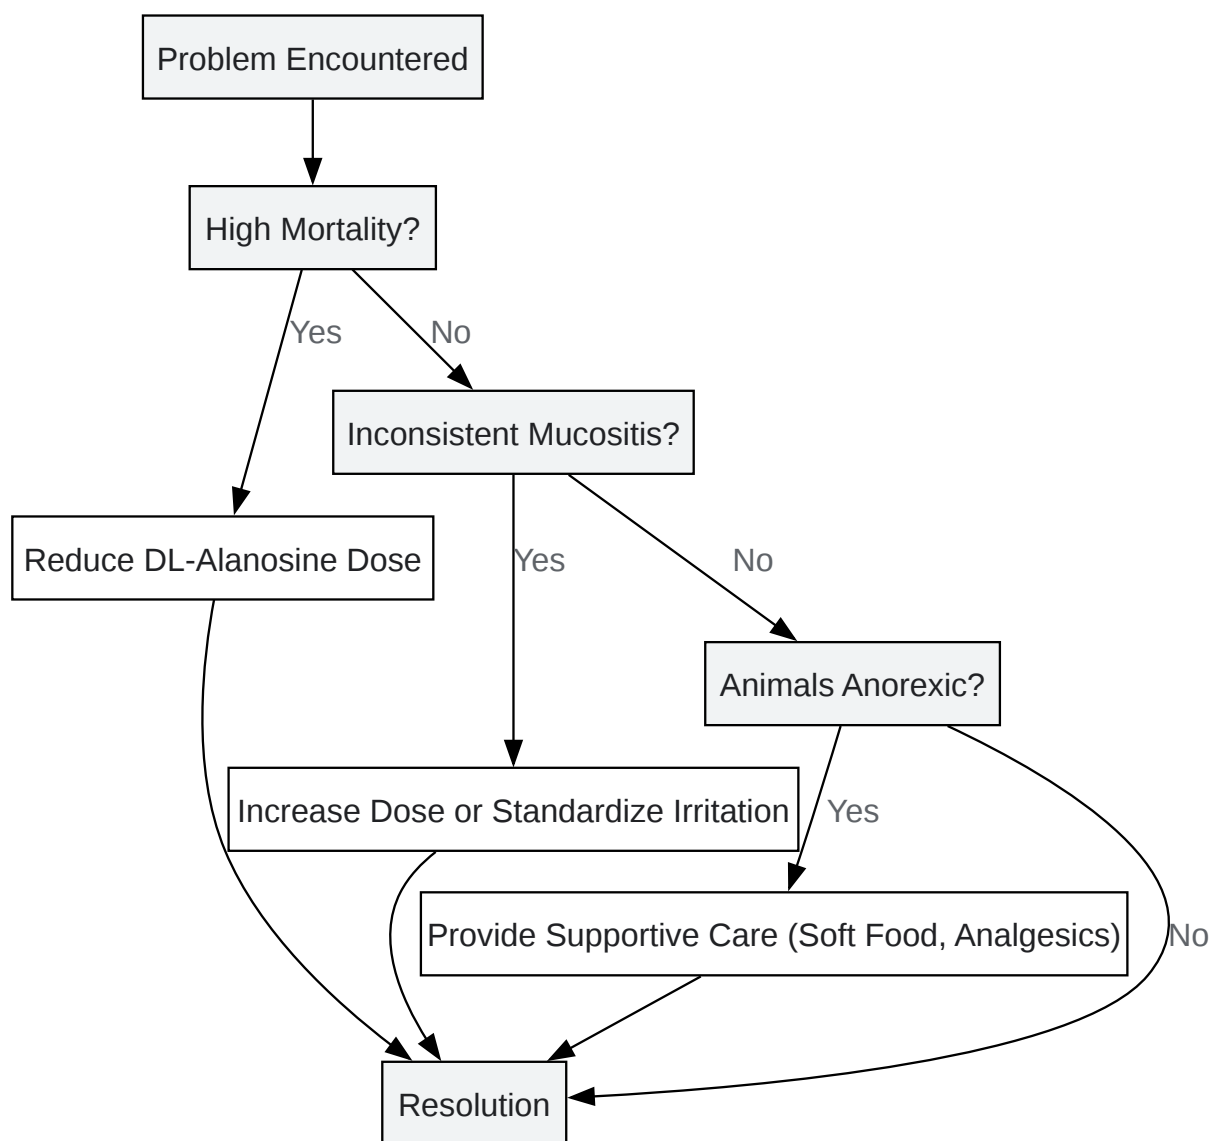 Problem Encountered
High Mortality?
Yes
No
Inconsistent Mucositis?
Reduce DL-Alanosine Dose
Yes
No
Animals Anorexic?
Increase Dose or Standardize Irritation
Yes
Provide Supportive Care (Soft Food, Analgesics)
No
Resolution